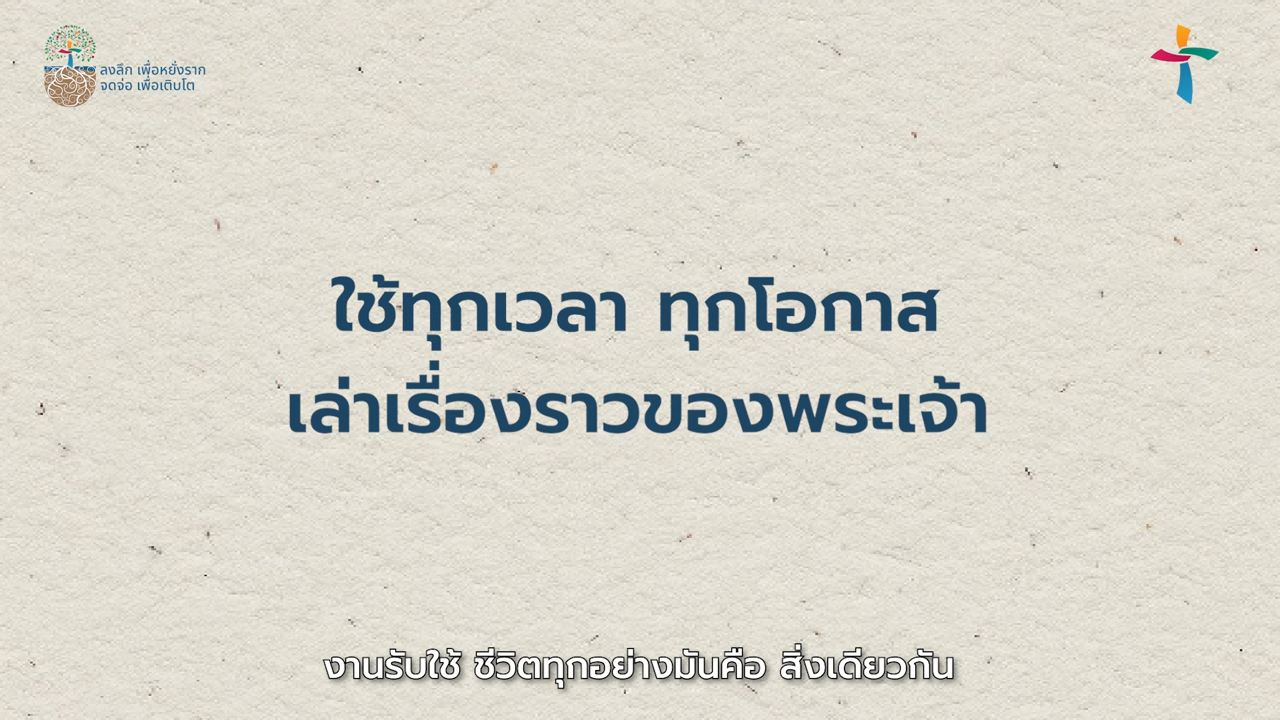 ลงลึก เพื่อหยั่งราก
จดจ่อ เพื่อเติบโต
ใช้ทุกเวลา ทุกโอกาส
เล่าเรื่องราวของพระเจ้า
งานรับใช้ ชีวิตทุกอย่างมันคือ สิ่งเดียวกัน